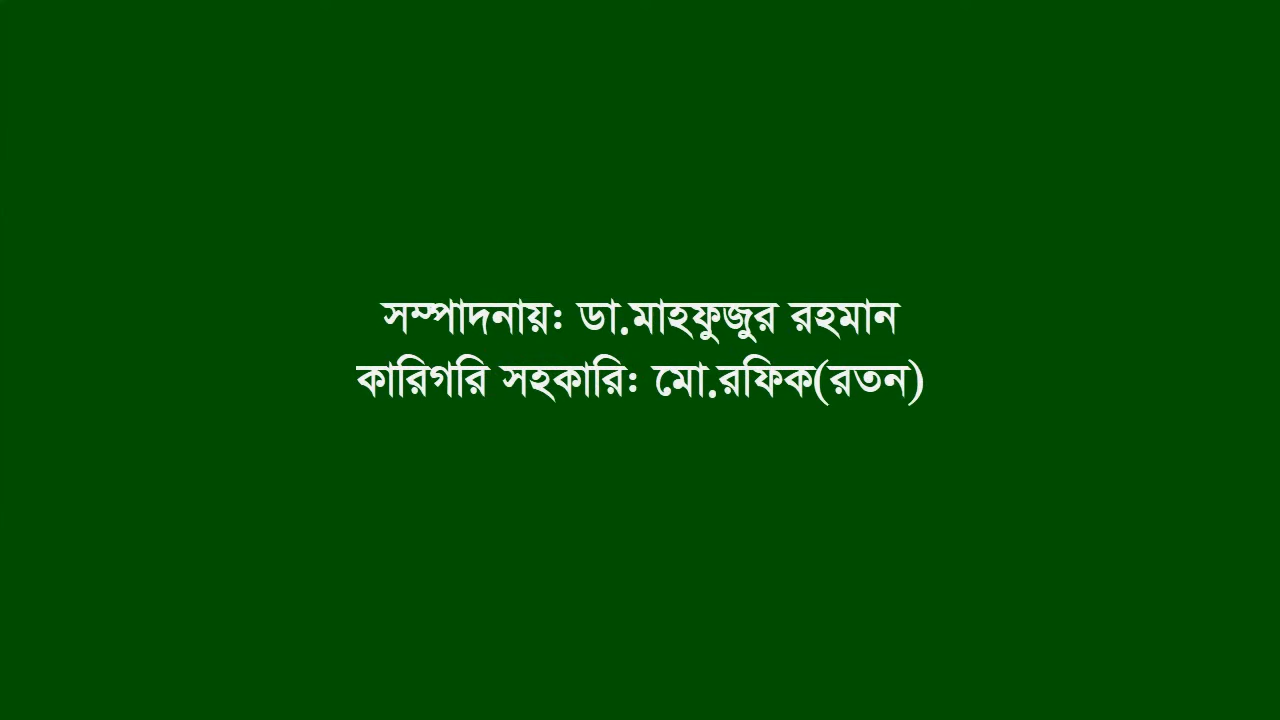 সম্পাদনায়: ডা.মাহফুজুর রহমান
কারিগরি সহকারি: মো.রফিক(রতন)